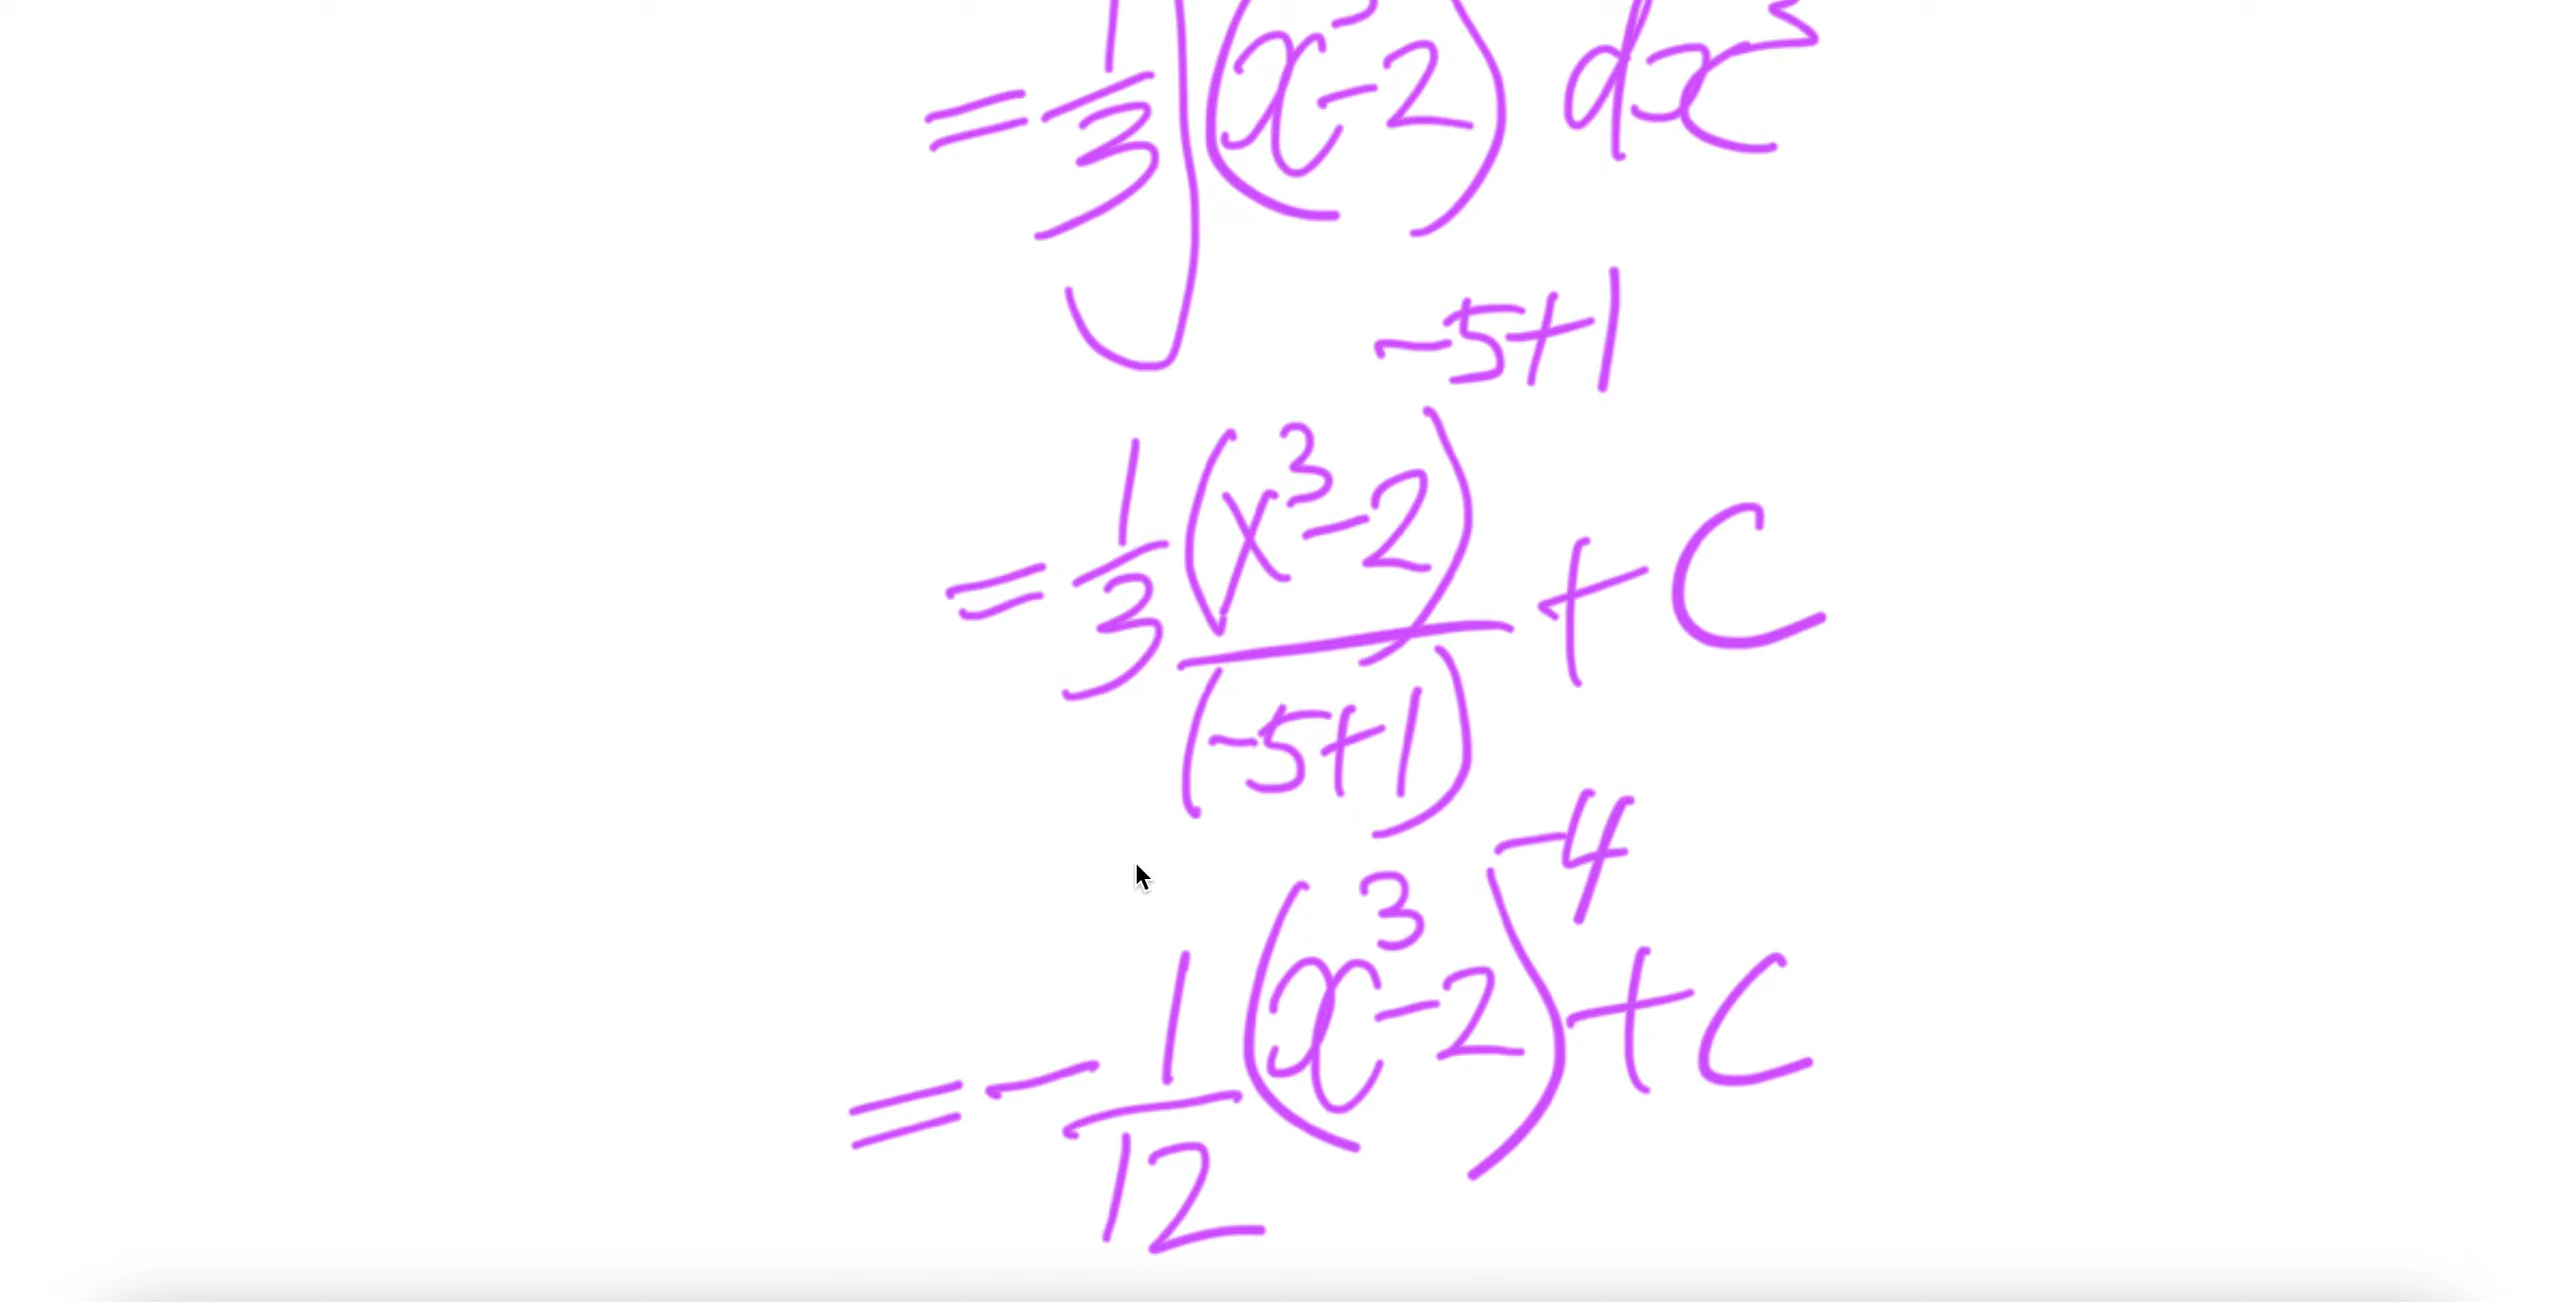 = 1/3 ∫(x³-2) dx³
= 1/3 (x³-2)^(-5+1)/(-5+1) + C
= -1/12 (x³-2)^(-4) + C